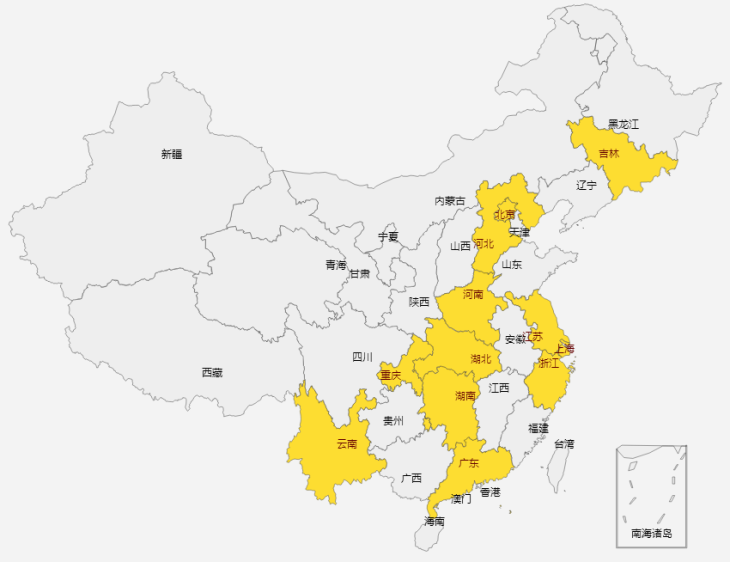 黑龙江
吉林
新疆
辽宁
内蒙古
北京
天津
宁夏
山西
河北
青海
甘肃
山东
河南
陕西
安徽
江苏
上海
四川
湖北
浙江
西藏
重庆
江西
湖南
贵州
福建
云南
台湾
广东
广西
香港
澳门
海南
南海诸岛